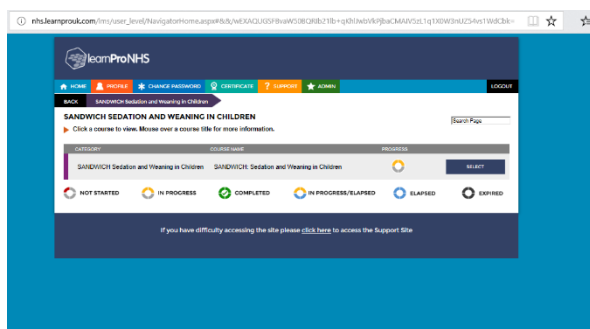 nhs.learnprouk.com/lms/user_level/NavigatorHome.aspx
learnProNHS
HOME PROFILE CHANGE PASSWORD CERTIFICATE SUPPORT ADMIN LOGOUT
BACK SANDWICH Sedation and Weaning in Children
SANDWICH SEDATION AND WEANING IN CHILDREN
Click a course to view. Mouse over a course title for more information.
Search Page
CATEGORY COURSE NAME PROGRESS
SANDWICH Sedation and Weaning in Children SANDWICH: Sedation and Weaning in Children SELECT
NOT STARTED IN PROGRESS COMPLETED IN PROGRESS/ELAPSED ELAPSED EXPIRED
If you have difficulty accessing the site please click here to access the Support Site